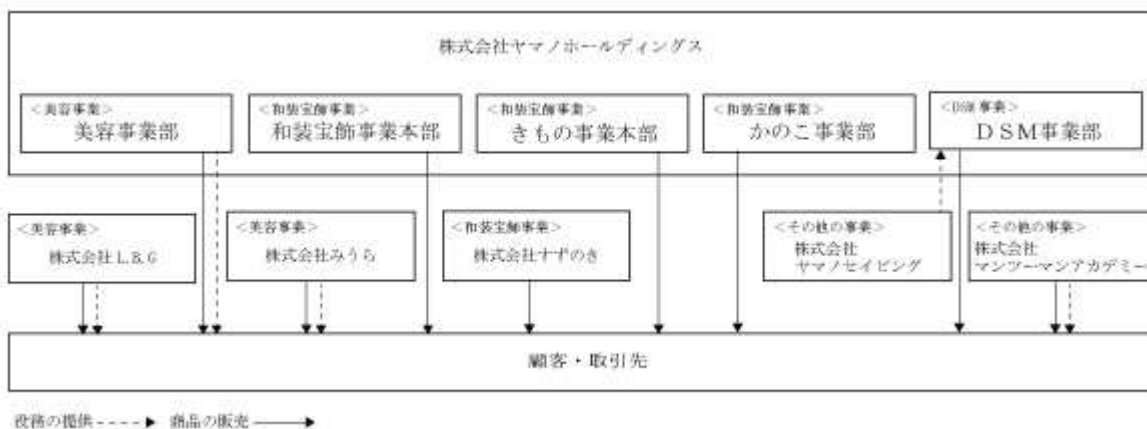 株式会社ヤマノホールディングス
＜美容事業＞
美容事業部
＜和装宝飾事業＞
和装宝飾事業本部
＜和装宝飾事業＞
きもの事業本部
＜和装宝飾事業＞
かのこ事業部
＜DSM事業＞
ＤＳＭ事業部
＜美容事業＞
株式会社L.B.G
＜美容事業＞
株式会社みうら
＜和装宝飾事業＞
株式会社すずのき
＜その他の事業＞
株式会社
ヤマノセイビング
＜その他の事業＞
株式会社
マンツーマンアカデミー
顧客・取引先
役務の提供 商品の販売